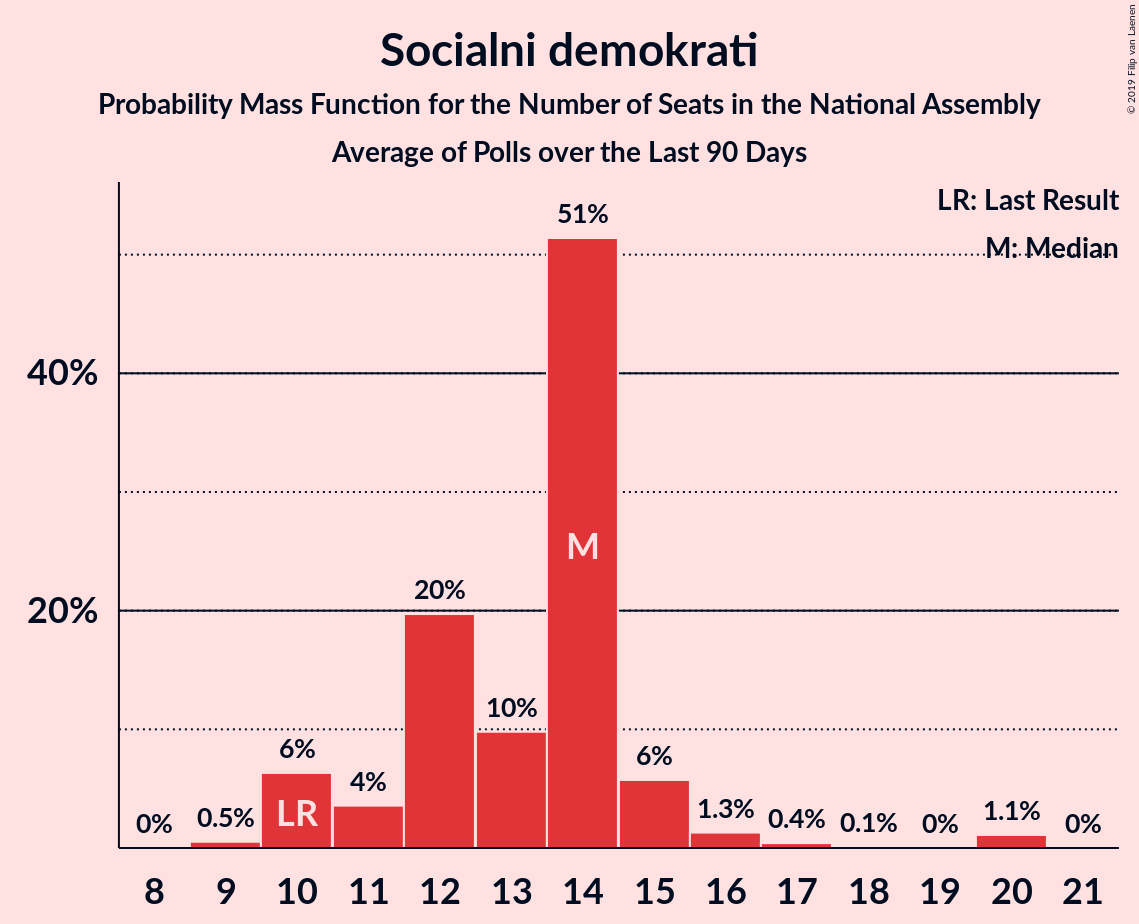 Socialni demokrati
Probability Mass Function for the Number of Seats in the National Assembly
Average of Polls over the Last 90 Days
© 2019 Filip van Laenen
LR: Last Result
M: Median
51%
40%
M
20%
20%
10%
6%
6%
4%
LR
0%
0.5%
1.3%
0.4%
0.1%
0%
1.1%
0%
8 9 10 11 12 13 14 15 16 17 18 19 20 21